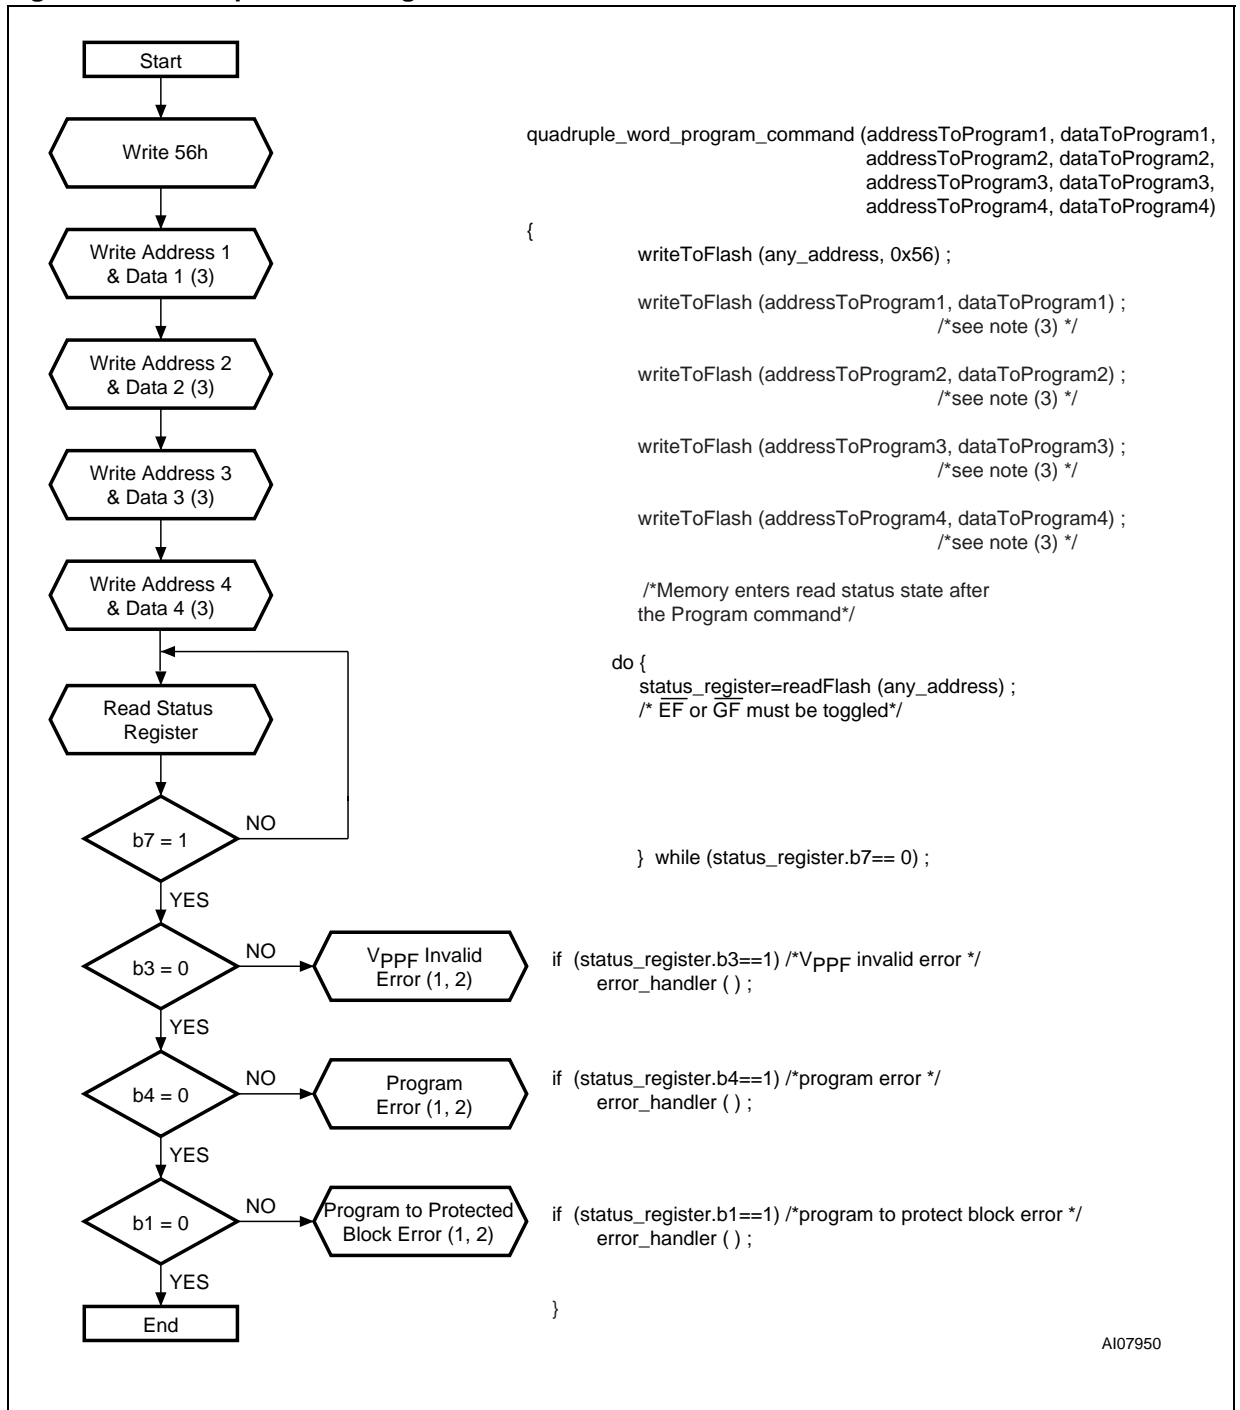 Start
Write 56h
Write Address 1
& Data 1 (3)
Write Address 2
& Data 2 (3)
Write Address 3
& Data 3 (3)
Write Address 4
& Data 4 (3)
Read Status
Register
b7 = 1
NO
YES
b3 = 0
NO
VPPF Invalid
Error (1, 2)
YES
b4 = 0
NO
Program
Error (1, 2)
YES
b1 = 0
NO
Program to Protected
Block Error (1, 2)
YES
End
quadruple_word_program_command (addressToProgram1, dataToProgram1,
addressToProgram2, dataToProgram2,
addressToProgram3, dataToProgram3,
addressToProgram4, dataToProgram4)
{
writeToFlash (any_address, 0x56) ;
writeToFlash (addressToProgram1, dataToProgram1) ;
/*see note (3) */
writeToFlash (addressToProgram2, dataToProgram2) ;
/*see note (3) */
writeToFlash (addressToProgram3, dataToProgram3) ;
/*see note (3) */
writeToFlash (addressToProgram4, dataToProgram4) ;
/*see note (3) */
/*Memory enters read status state after
the Program command*/
do {
status_register=readFlash (any_address) ;
/* E̅F̅ or G̅F̅ must be toggled*/
} while (status_register.b7== 0) ;
if (status_register.b3==1) /*VPPF invalid error */
error_handler ( ) ;
if (status_register.b4==1) /*program error */
error_handler ( ) ;
if (status_register.b1==1) /*program to protect block error */
error_handler ( ) ;
}
AI07950